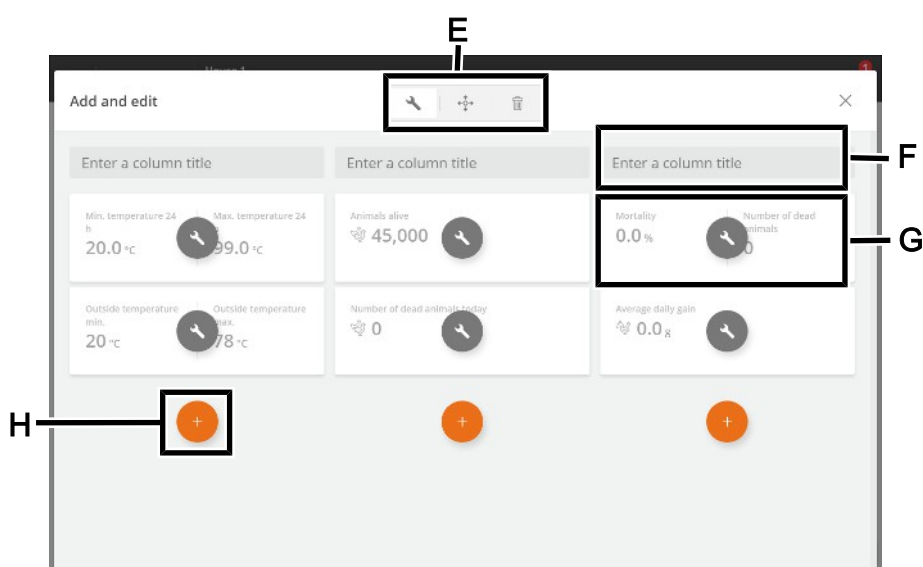 E
House 1
1
Add and edit
Enter a column title
Enter a column title
Enter a column title
F
Min. temperature 24
h
20.0 °C
Max. temperature 24
99.0 °C
Animals alive
45,000
Mortality
0.0 %
Number of dead
animals
0
G
Outside temperature
min.
20 °C
Outside temperature
max.
78 °C
Number of dead animals today
0
Average daily gain
0.0 g
H
+
+
+